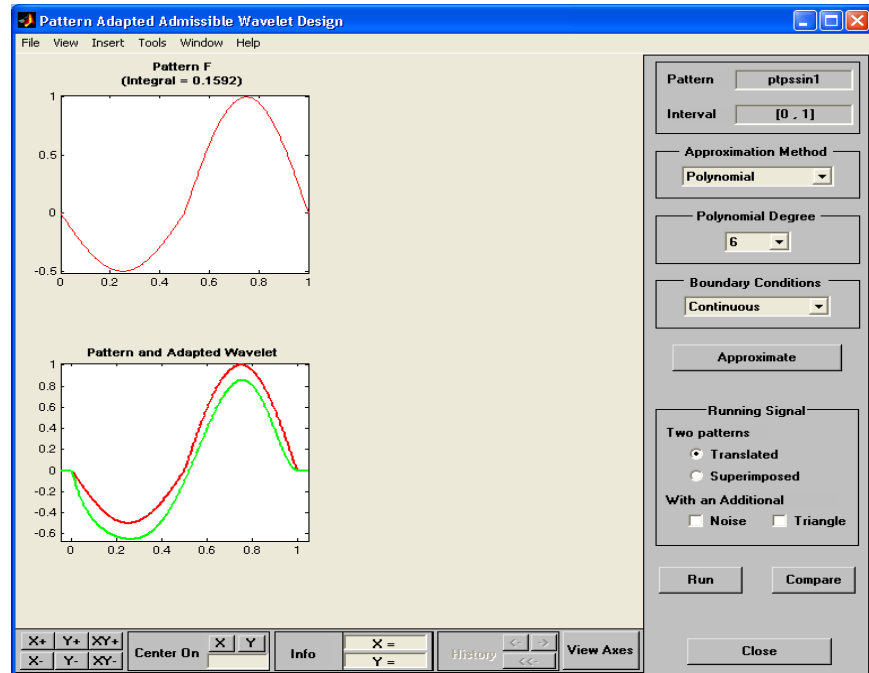 Pattern Adapted Admissible Wavelet Design
File View Insert Tools Window Help
Pattern F
(Integral = 0.1592)
1
0.5
0
-0.5
0 0.2 0.4 0.6 0.8 1
Pattern and Adapted Wavelet
1
0.8
0.6
0.4
0.2
0
-0.2
-0.4
-0.6
0 0.2 0.4 0.6 0.8 1
Pattern ptpssin1
Interval [0 , 1]
Approximation Method
Polynomial
Polynomial Degree
6
Boundary Conditions
Continuous
Approximate
Running Signal
Two patterns
Translated
Superimposed
With an Additional
Noise Triangle
Run Compare
Close
X+ Y+ XY+
X- Y- XY-
Center On X Y
Info X =
Y =
History <- ->
<<-
View Axes